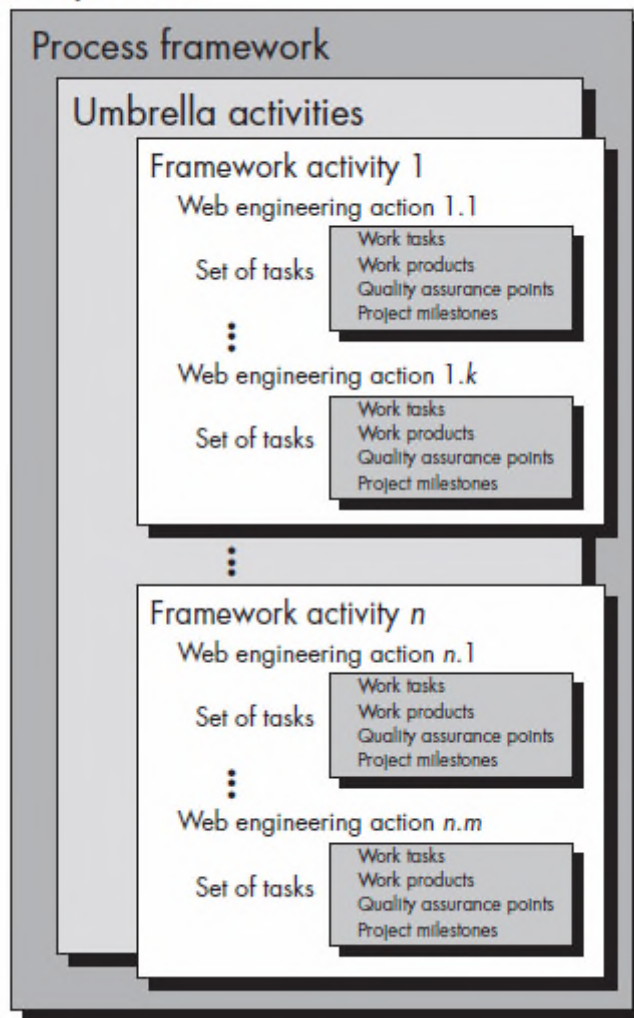 Process framework
Umbrella activities
Framework activity 1
Web engineering action 1.1
Set of tasks
Work tasks
Work products
Quality assurance points
Project milestones
Web engineering action 1.k
Set of tasks
Work tasks
Work products
Quality assurance points
Project milestones
Framework activity n
Web engineering action n.1
Set of tasks
Work tasks
Work products
Quality assurance points
Project milestones
Web engineering action n.m
Set of tasks
Work tasks
Work products
Quality assurance points
Project milestones